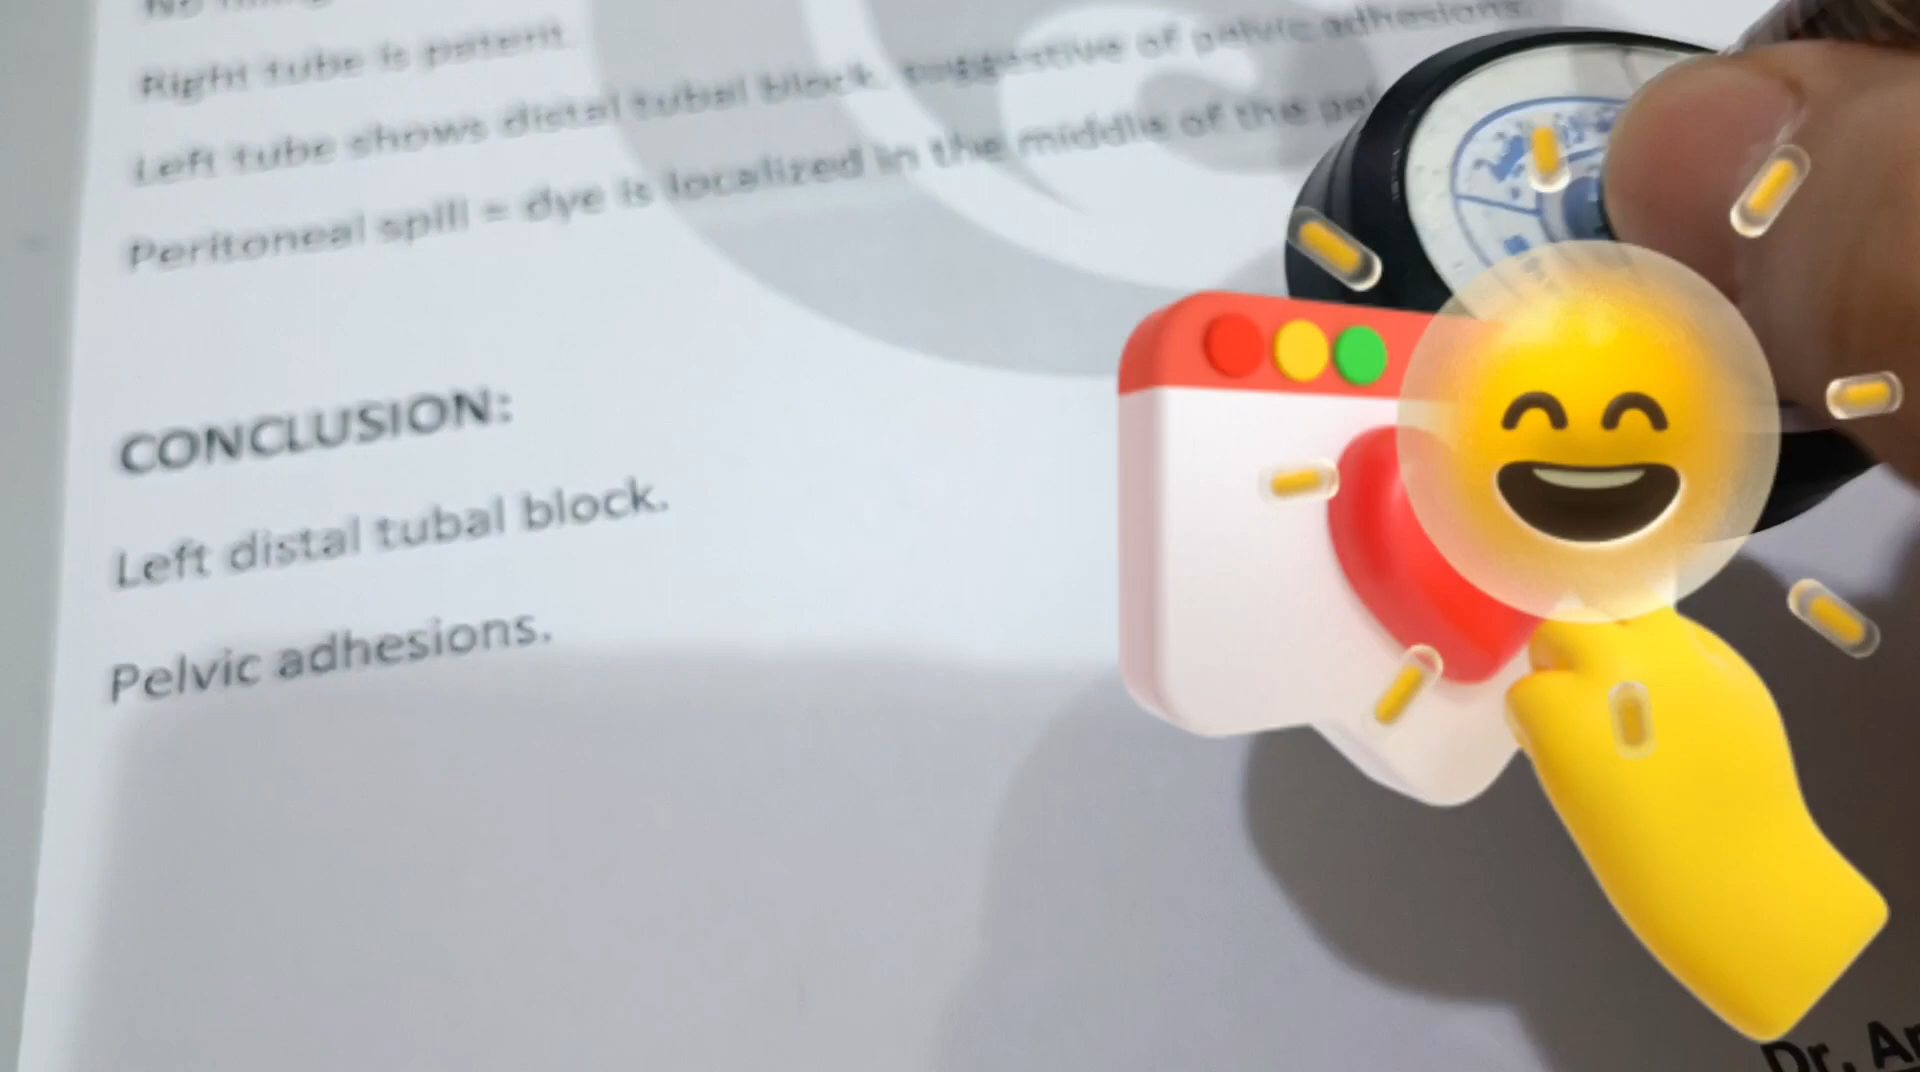 Right tube is patent.
Left tube shows distal tubal block, suggestive of pelvic adhesions.
Peritoneal spill = dye is localized in the middle of the
CONCLUSION:
Left distal tubal block.
Pelvic adhesions.
Dr.